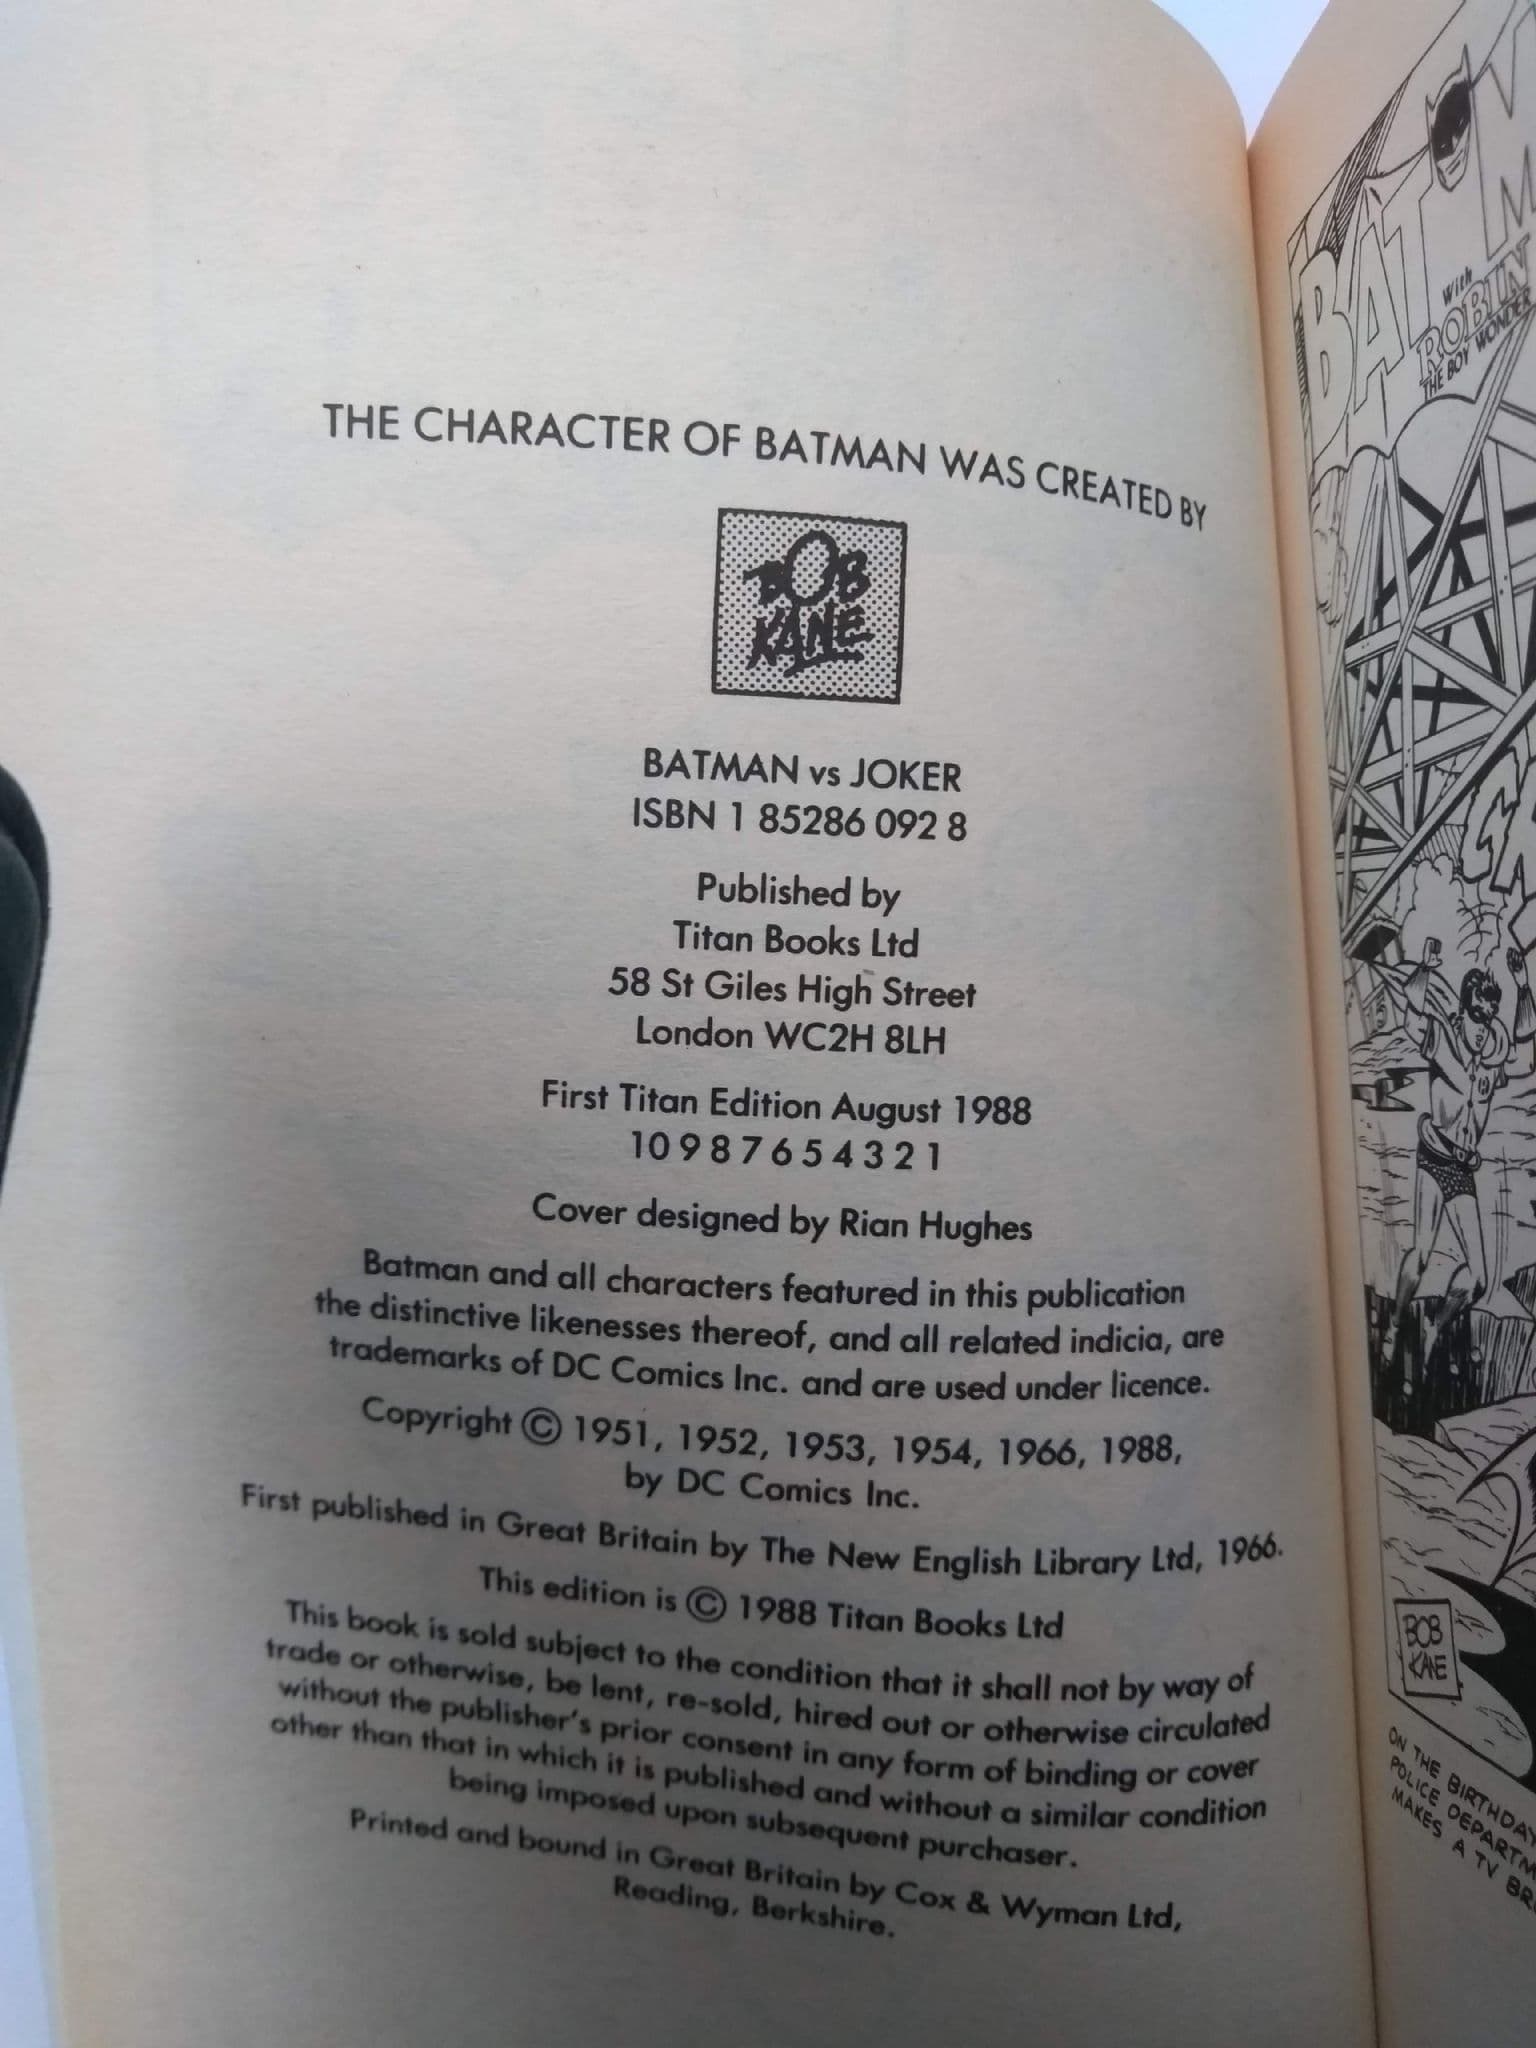 THE CHARACTER OF BATMAN WAS CREATED BY
BOB
KANE
BATMAN vs JOKER
ISBN 1 85286 092 8
Published by
Titan Books Ltd
58 St Giles High Street
London WC2H 8LH
First Titan Edition August 1988
10 9 8 7 6 5 4 3 2 1
Cover designed by Rian Hughes
Batman and all characters featured in this publication
the distinctive likenesses thereof, and all related indicia, are
trademarks of DC Comics Inc. and are used under licence.
Copyright © 1951, 1952, 1953, 1954, 1966, 1988,
by DC Comics Inc.
First published in Great Britain by The New English Library Ltd, 1966.
This edition is © 1988 Titan Books Ltd
This book is sold subject to the condition that it shall not by way of
trade or otherwise, be lent, re-sold, hired out or otherwise circulated
without the publisher's prior consent in any form of binding or cover
other than that in which it is published and without a similar condition
being imposed upon subsequent purchaser.
Printed and bound in Great Britain by Cox & Wyman Ltd,
Reading, Berkshire.
BATM
With
ROBIN
THE BOY WONDER
BOB
KANE
ON THE BIRTHDAY
POLICE
MAKES A TV